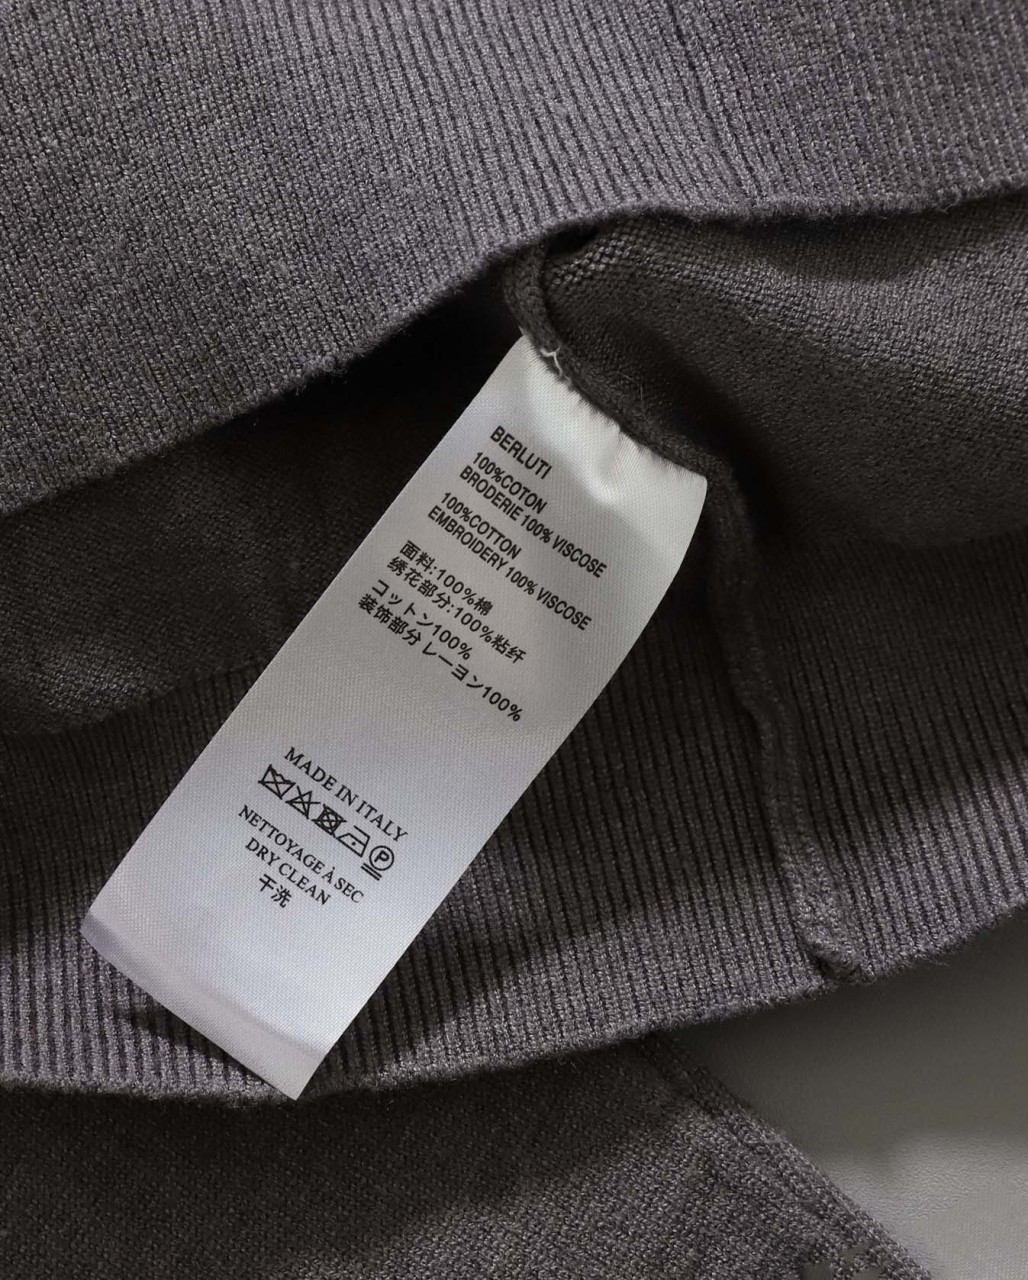 BERLUTI
100%COTON
BRODERIE 100% VISCOSE
100%COTTON
EMBROIDERY 100% VISCOSE
面料:100%棉
绣花部分:100%粘纤
コットン100%
装饰部分 レーヨン100%
MADE IN ITALY
P
NETTOYAGE À SEC
DRY CLEAN
干洗